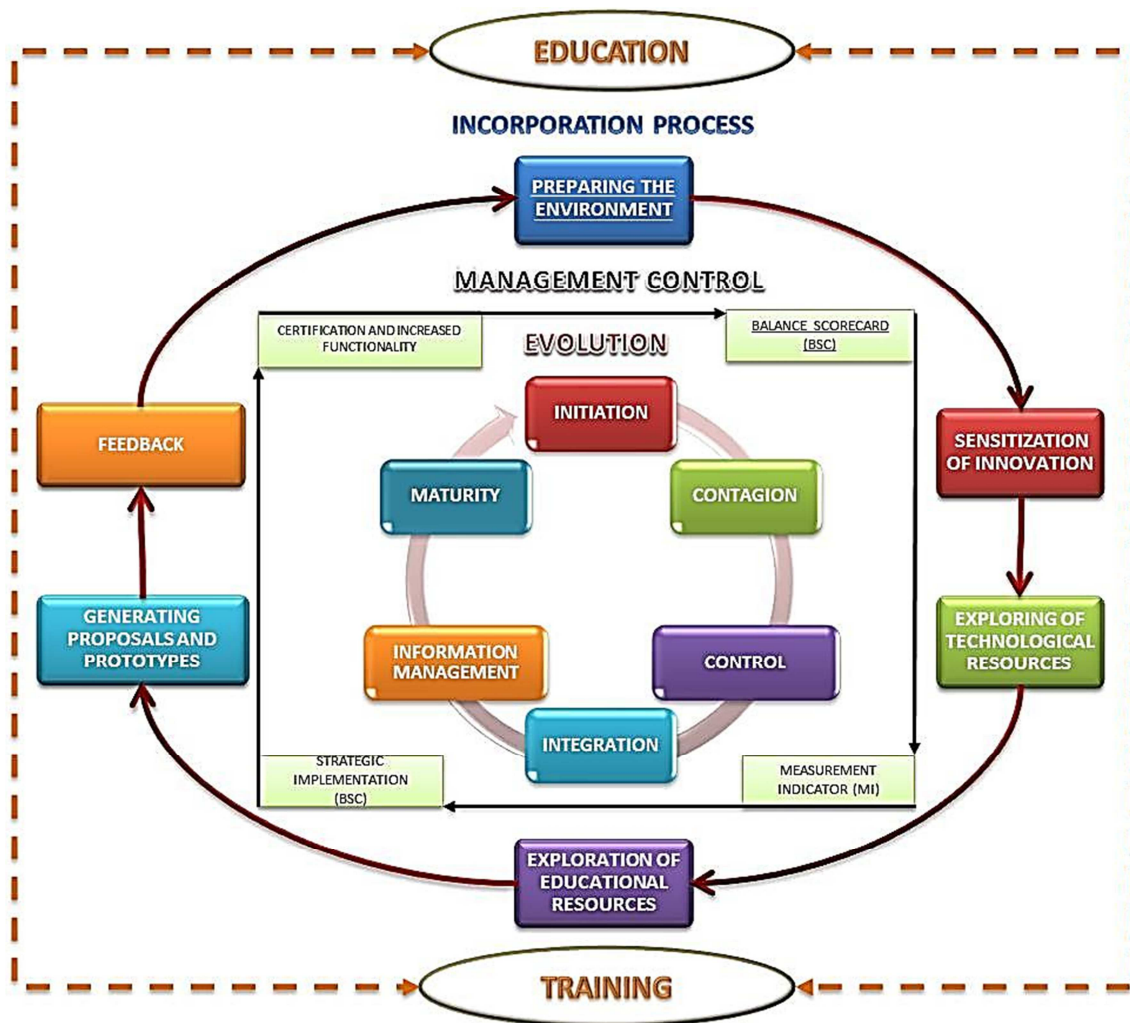 EDUCATION
INCORPORATION PROCESS
PREPARING THE
ENVIRONMENT
MANAGEMENT CONTROL
CERTIFICATION AND INCREASED
FUNCTIONALITY
BALANCE SCORECARD
(BSC)
EVOLUTION
INITIATION
FEEDBACK
SENSITIZATION
OF INNOVATION
MATURITY
CONTAGION
GENERATING
PROPOSALS AND
PROTOTYPES
INFORMATION
MANAGEMENT
CONTROL
EXPLORING OF
TECHNOLOGICAL
RESOURCES
INTEGRATION
STRATEGIC
IMPLEMENTATION
(BSC)
MEASUREMENT
INDICATOR (MI)
EXPLORATION OF
EDUCATIONAL
RESOURCES
TRAINING